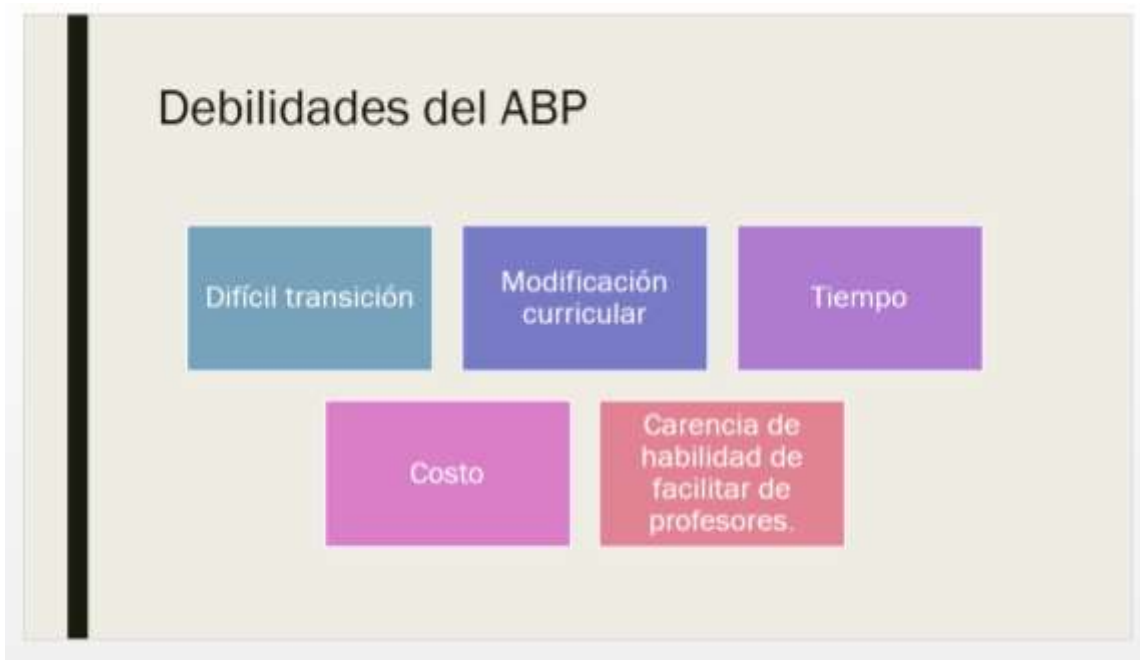 Debilidades del ABP
Difícil transición
Modificación
curricular
Tiempo
Costo
Carencia de
habilidad de
facilitar de
profesores.